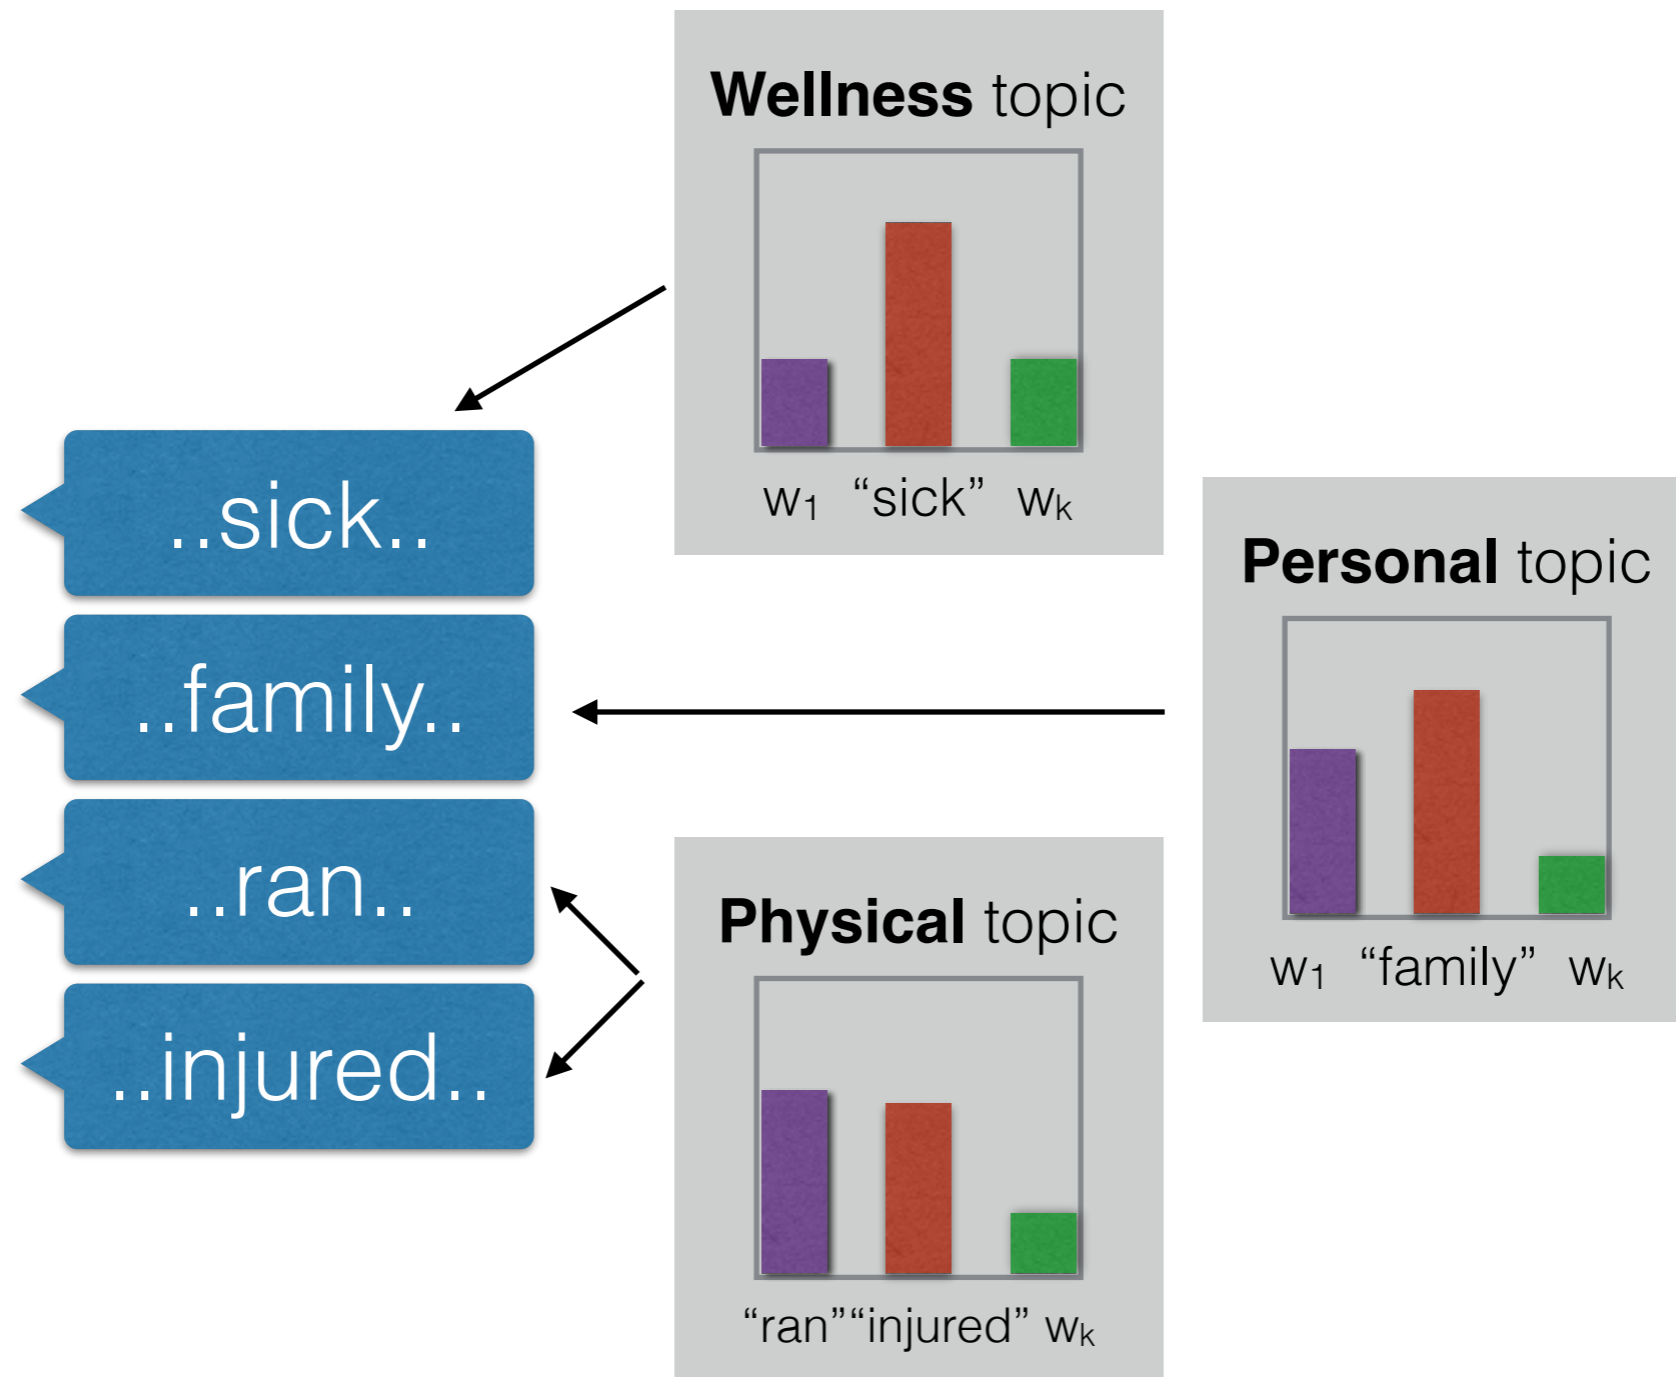 Wellness topic
w1 “sick” wk
..sick..
Personal topic
..family..
w1 “family” wk
..ran..
Physical topic
..injured..
“ran”“injured” wk